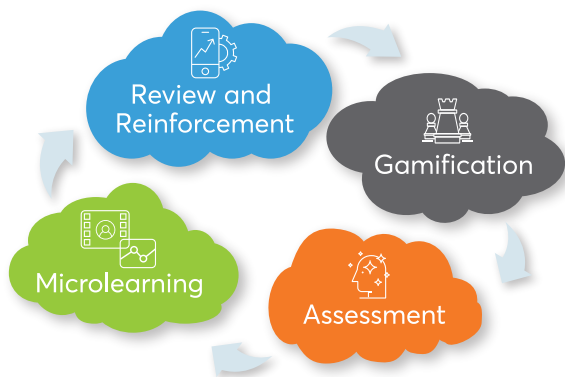 Review and
Reinforcement
Gamification
Microlearning
Assessment